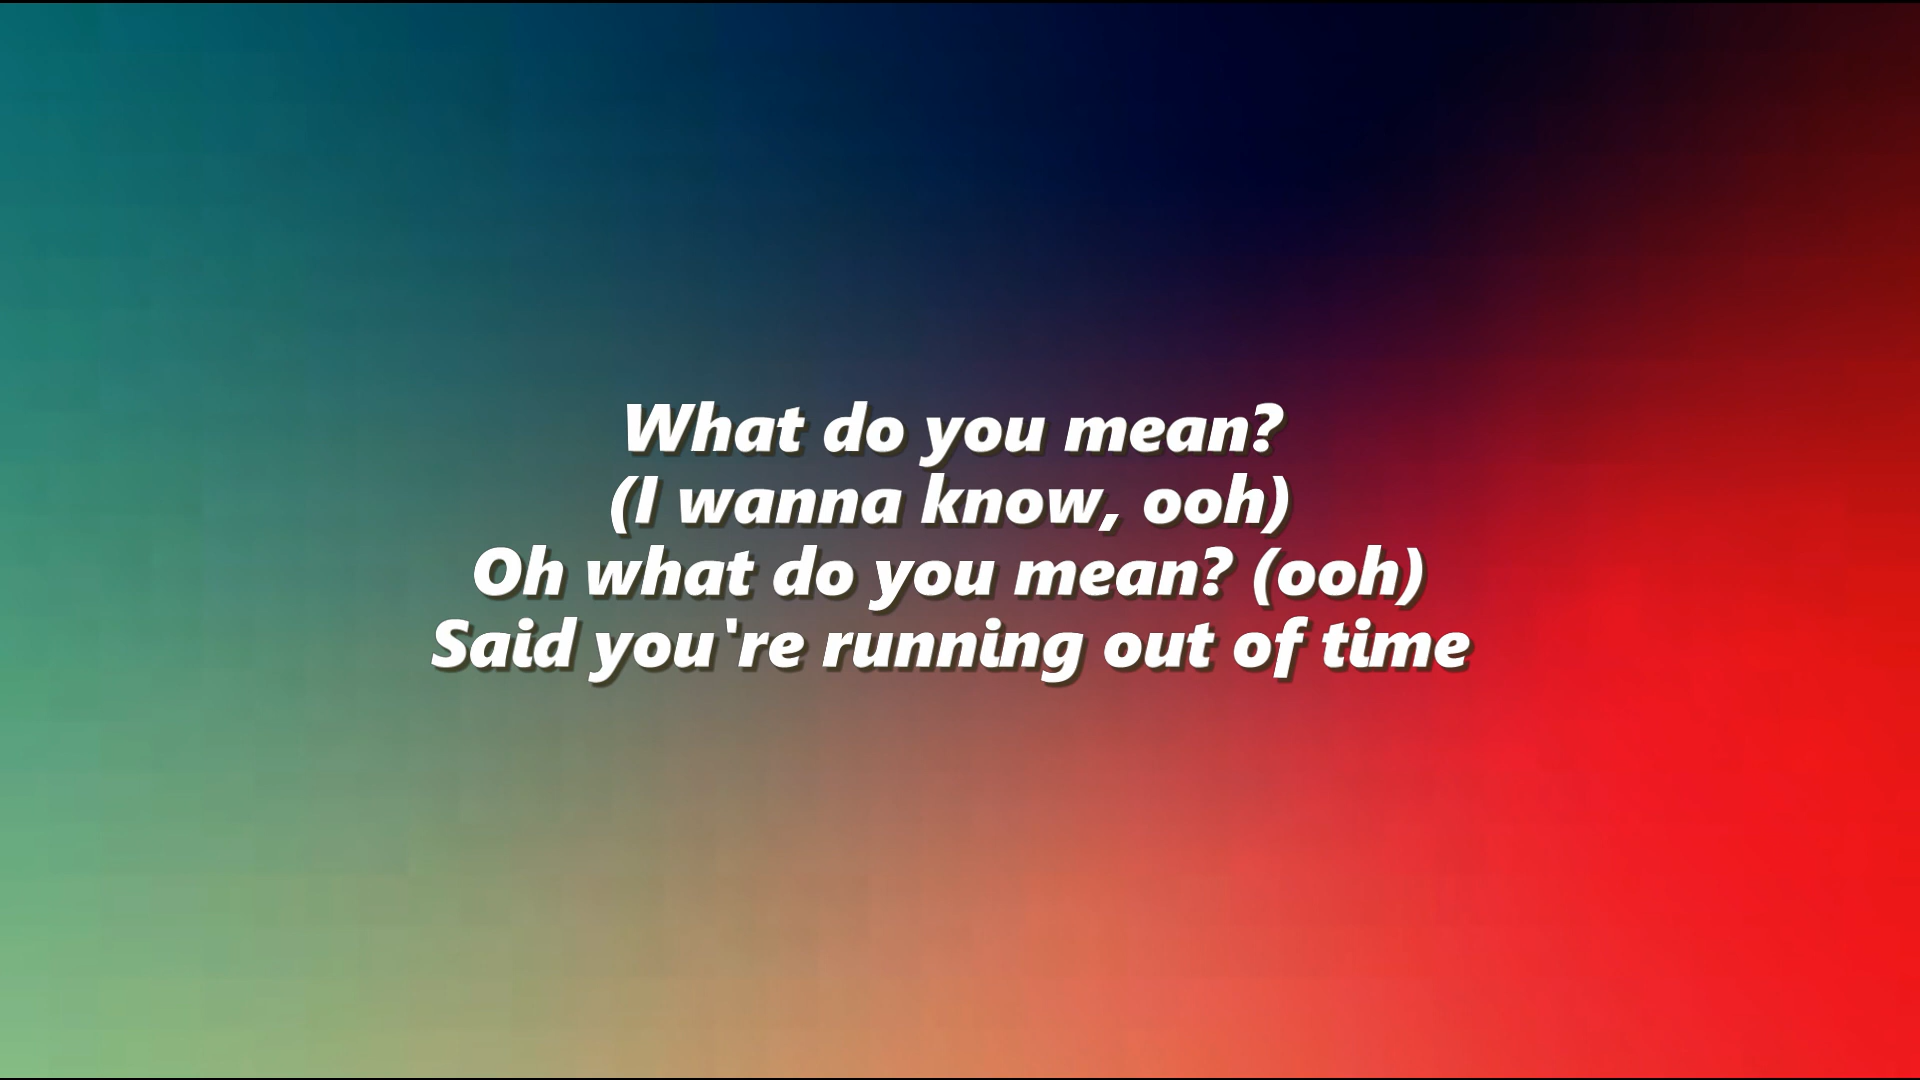 What do you mean?
(I wanna know, ooh)
Oh what do you mean? (ooh)
Said you're running out of time